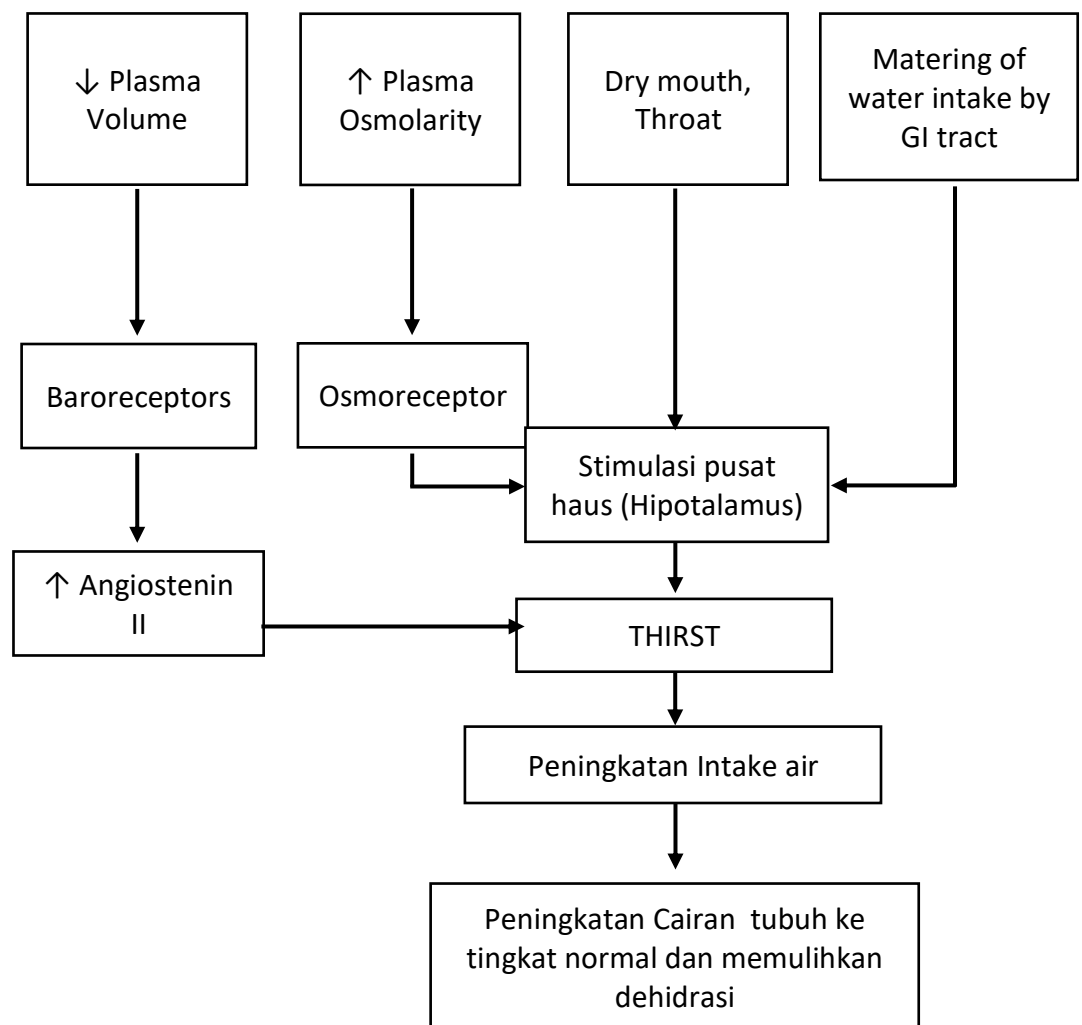 ↓ Plasma
Volume
↑ Plasma
Osmolarity
Dry mouth,
Throat
Matering of
water intake by
GI tract
Baroreceptors
Osmoreceptor
Stimulasi pusat
haus (Hipotalamus)
↑ Angiostenin
II
THIRST
Peningkatan Intake air
Peningkatan Cairan tubuh ke
tingkat normal dan memulihkan
dehidrasi